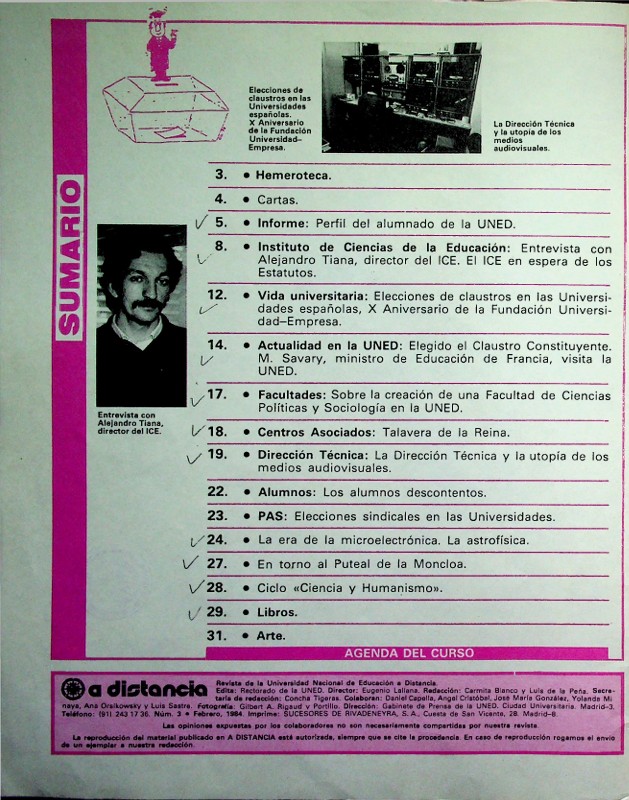 Elecciones de
claustros en las
Universidades
españolas.
X Aniversario
de la Fundación
Universidad–
Empresa.
La Dirección Técnica
y la utopía de los
medios
audiovisuales.
SUMARIO
Entrevista con
Alejandro Tiana,
director del ICE.
3. • Hemeroteca.
4. • Cartas.
5. • Informe: Perfil del alumnado de la UNED.
8. • Instituto de Ciencias de la Educación: Entrevista con
Alejandro Tiana, director del ICE. El ICE en espera de los
Estatutos.
12. • Vida universitaria: Elecciones de claustros en las Universi-
dades españolas, X Aniversario de la Fundación Universi-
dad–Empresa.
14. • Actualidad en la UNED: Elegido el Claustro Constituyente.
M. Savary, ministro de Educación de Francia, visita la
UNED.
17. • Facultades: Sobre la creación de una Facultad de Ciencias
Políticas y Sociología en la UNED.
18. • Centros Asociados: Talavera de la Reina.
19. • Dirección Técnica: La Dirección Técnica y la utopía de los
medios audiovisuales.
22. • Alumnos: Los alumnos descontentos.
23. • PAS: Elecciones sindicales en las Universidades.
24. • La era de la microelectrónica. La astrofísica.
27. • En torno al Puteal de la Moncloa.
28. • Ciclo «Ciencia y Humanismo».
29. • Libros.
31. • Arte.
AGENDA DEL CURSO
a distancia
Revista de la Universidad Nacional de Educación a Distancia.
Edita: Rectorado de la UNED. Director: Eugenio Lallana. Redacción: Carmita Blanco y Luis de la Peña. Secre-
taria de redacción: Concha Tigeras. Colaboran: Daniel Capella, Angel Cristóbal, José María González, Yolanda Mi
naya, Ana Oraikowsky y Luis Sastre. Fotografía: Gilbert A. Rigaud y Portillo. Dirección: Gabinete de Prensa de la UNED. Ciudad Universitaria. Madrid-3.
Teléfono: (91) 243 17 36. Núm. 3 • Febrero, 1984. Imprime: SUCESORES DE RIVADENEYRA, S. A., Cuesta de San Vicente, 28. Madrid–8.
Las opiniones expuestas por los colaboradores no son necesariamente compartidas por nuestra revista.
La reproducción del material publicado en A DISTANCIA está autorizada, siempre que se cite la procedencia. En caso de reproducción rogamos el envío
de un ejemplar a nuestra redacción.